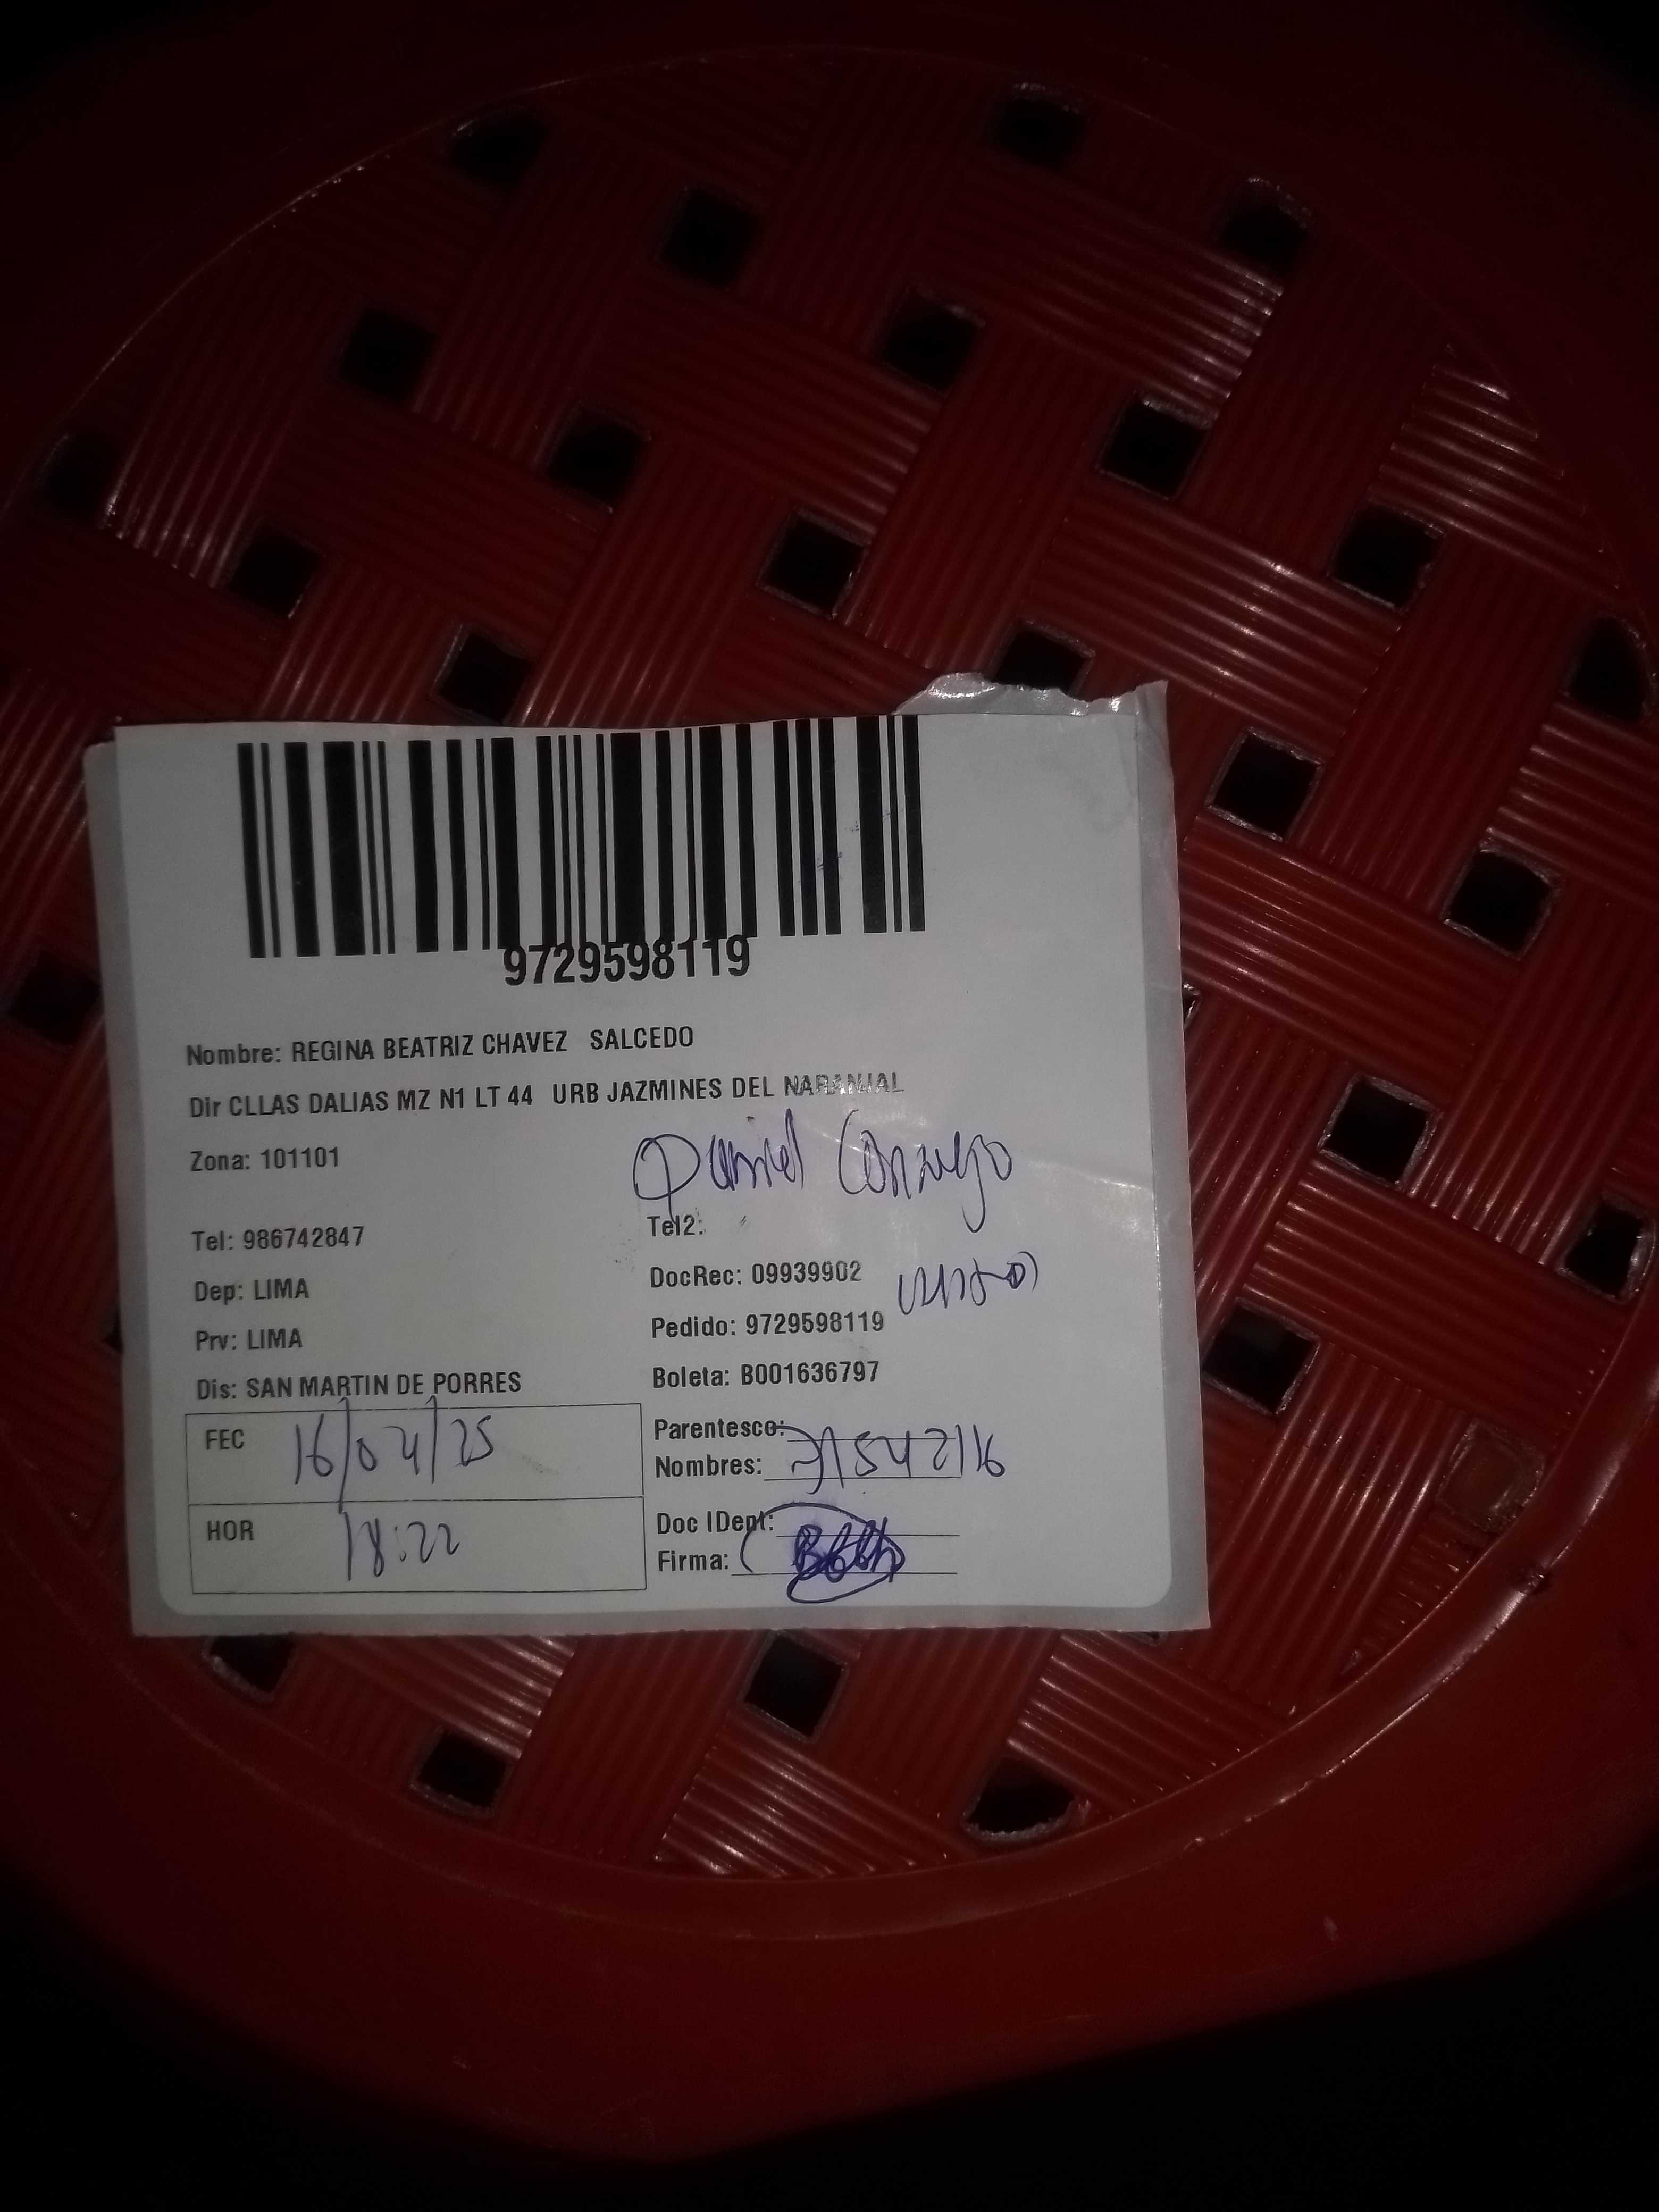 9729598119
Nombre: REGINA BEATRIZ CHAVEZ SALCEDO
Dir CLLAS DALIAS MZ N1 LT 44 URB JAZMINES DEL NARANJAL
Zona: 101101
Daniel
Tel: 986742847
Tel2:
Dep: LIMA
DocRec: 09939902
Prv: LIMA
Pedido: 9729598119
Dis: SAN MARTIN DE PORRES
Boleta: B001636797
FEC 16/04/25
Parentesco:
Nombres:
HOR 18:22
Doc IDent:
Firma: